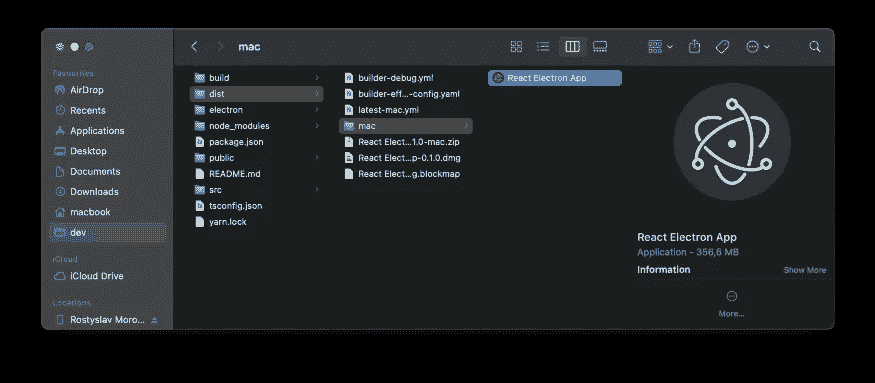 mac
Favourites
AirDrop
Recents
Applications
Desktop
Documents
Downloads
macbook
dev
iCloud
iCloud Drive
Locations
Rostyslav Moro...
build
dist
electron
node_modules
package.json
public
README.md
src
tsconfig.json
yarn.lock
builder-debug.yml
builder-eff...-config.yaml
latest-mac.yml
mac
React Elect...1.0-mac.zip
React Elect...p-0.1.0.dmg
React Elect...g.blockmap
React Electron App
React Electron App
Application - 356,6 MB
Information
Show More
More...